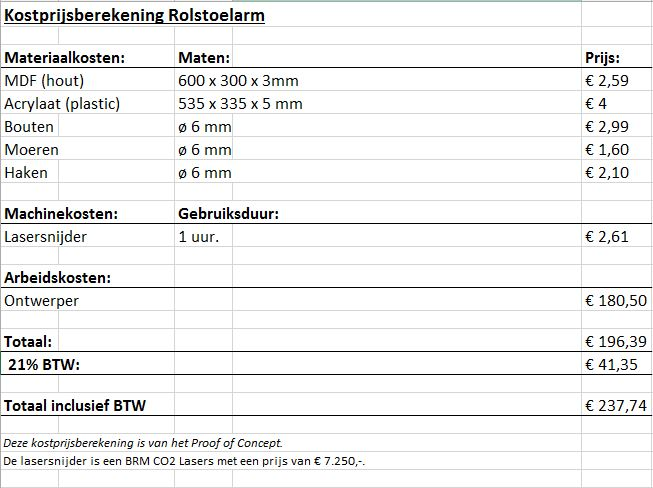 Kostprijsberekening Rolstoelarm
Materiaalkosten: Maten: Prijs:
MDF (hout) 600 x 300 x 3mm € 2,59
Acrylaat (plastic) 535 x 335 x 5 mm € 4
Bouten ø 6 mm € 2,99
Moeren ø 6 mm € 1,60
Haken ø 6 mm € 2,10
Machinekosten: Gebruiksduur:
Lasersnijder 1 uur. € 2,61
Arbeidskosten:
Ontwerper € 180,50
Totaal: € 196,39
21% BTW: € 41,35
Totaal inclusief BTW € 237,74
Deze kostprijsberekening is van het Proof of Concept.
De lasersnijder is een BRM CO2 Lasers met een prijs van € 7.250,-.